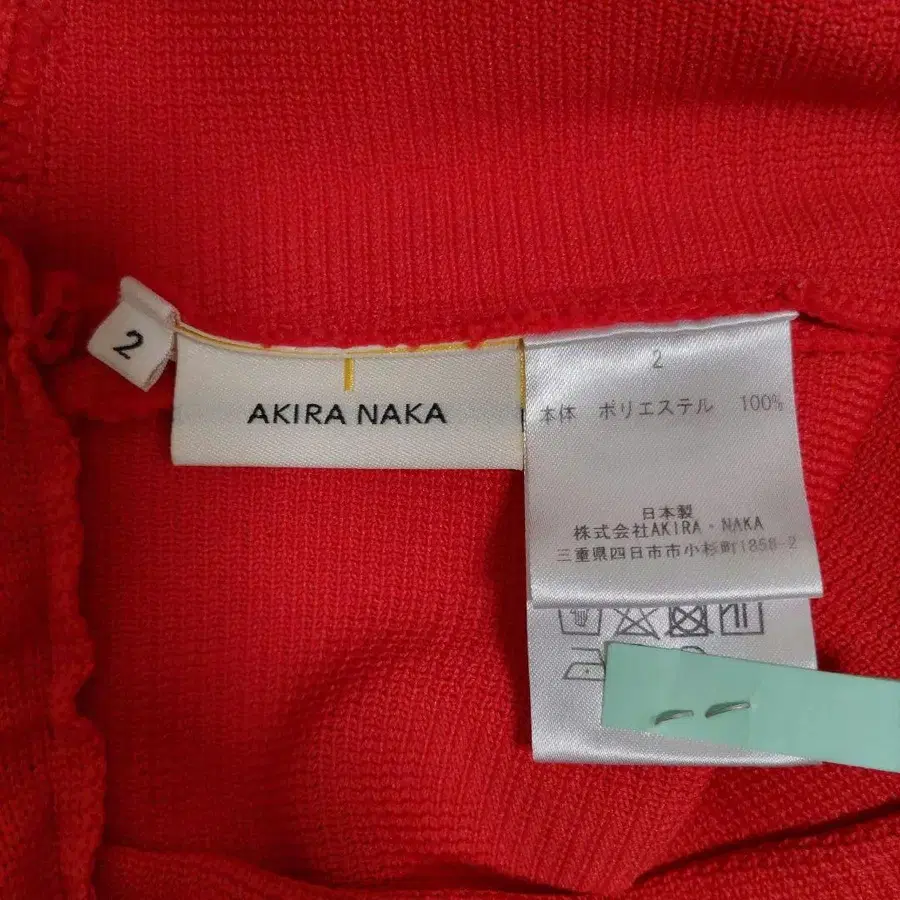 2
AKIRA NAKA
2
本体 ポリエステル 100%
日本製
株式会社AKIRA・NAKA
三重県四日市市小杉町1858-2